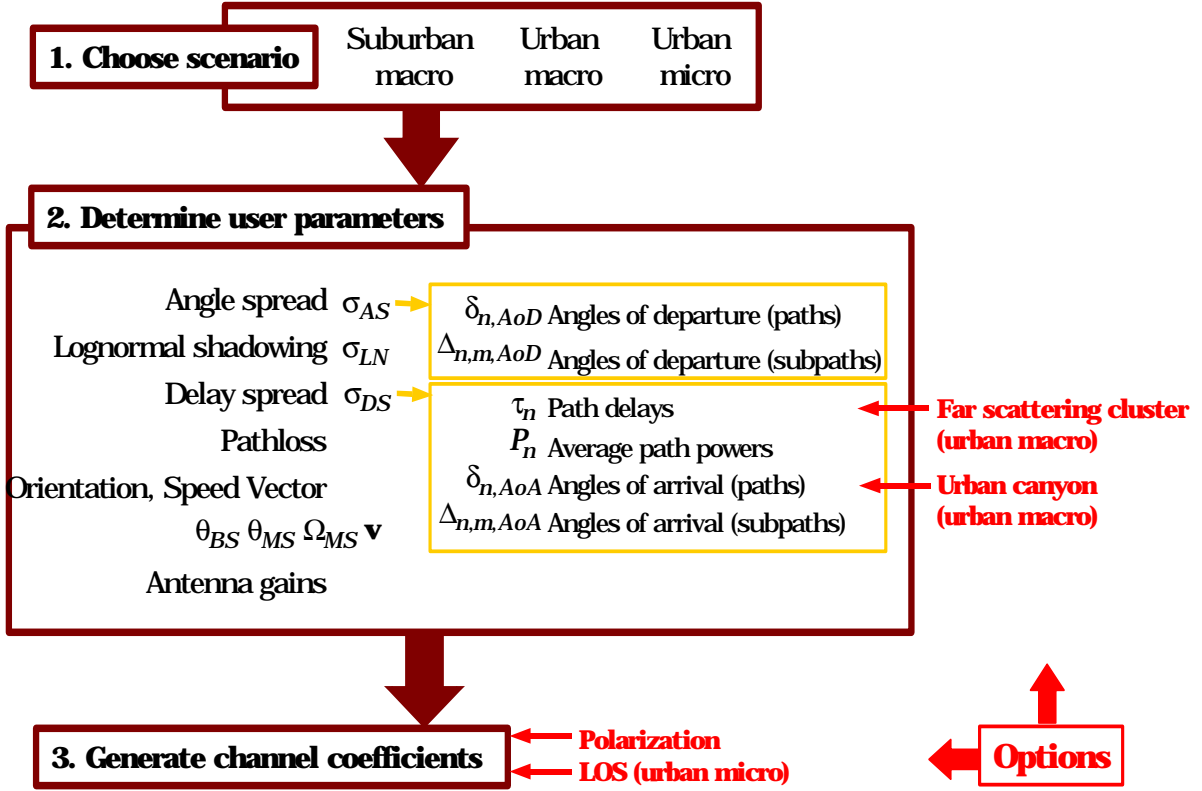 1. Choose scenario
Suburban macro
Urban macro
Urban micro
2. Determine user parameters
Angle spread σAS
Lognormal shadowing σLN
Delay spread σDS
Pathloss
Orientation, Speed Vector
θBS θMS ΩMS v
Antenna gains
δn,AoD Angles of departure (paths)
Δn,m,AoD Angles of departure (subpaths)
τn Path delays
Pn Average path powers
δn,AoA Angles of arrival (paths)
Δn,m,AoA Angles of arrival (subpaths)
Far scattering cluster
(urban macro)
Urban canyon
(urban macro)
3. Generate channel coefficients
Polarization
LOS (urban micro)
Options